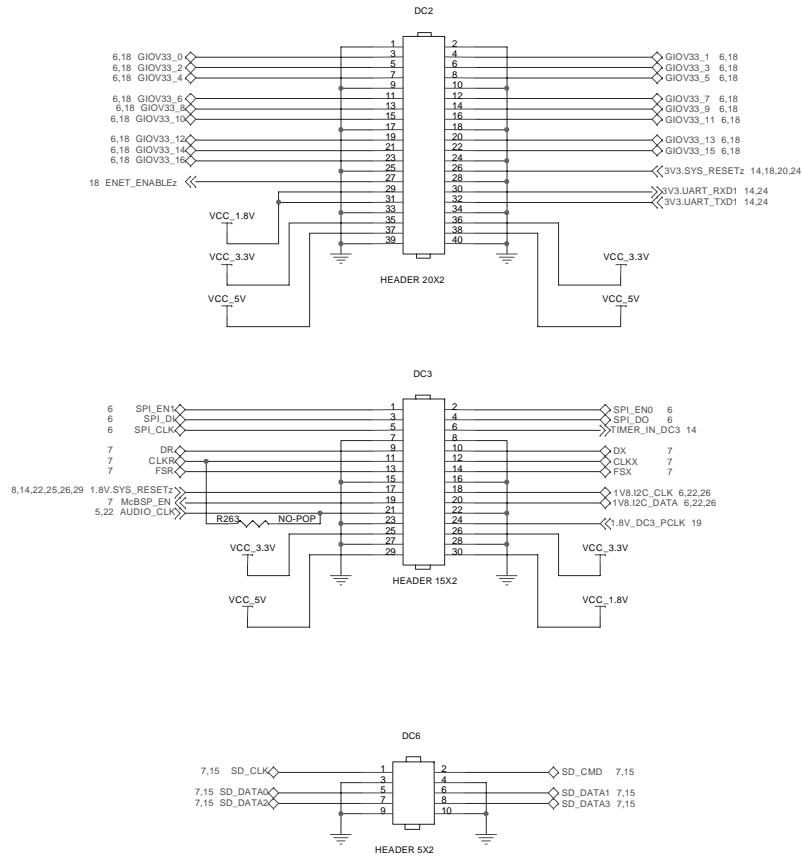 DC2
1 2
6,18 GIOV33_0 3 4 GIOV33_1 6,18
6,18 GIOV33_2 5 6 GIOV33_3 6,18
6,18 GIOV33_4 7 8 GIOV33_5 6,18
9 10
6,18 GIOV33_6 11 12 GIOV33_7 6,18
6,18 GIOV33_8 13 14 GIOV33_9 6,18
6,18 GIOV33_10 15 16 GIOV33_11 6,18
17 18
6,18 GIOV33_12 19 20 GIOV33_13 6,18
6,18 GIOV33_14 21 22 GIOV33_15 6,18
6,18 GIOV33_16 23 24
25 26 3V3.SYS_RESETz 14,18,20,24
18 ENET_ENABLEz 27 28
29 30 3V3.UART_RXD1 14,24
31 32 3V3.UART_TXD1 14,24
33 34
VCC_1.8V 35 36
37 38
39 40
VCC_3.3V VCC_3.3V
HEADER 20X2
VCC_5V VCC_5V
DC3
6 SPI_EN1 1 2 SPI_EN0 6
6 SPI_DI 3 4 SPI_DO 6
6 SPI_CLK 5 6 TIMER_IN_DC3 14
7 8
7 DR 9 10 DX 7
7 CLKR 11 12 CLKX 7
7 FSR 13 14 FSX 7
15 16
8,14,22,25,26,29 1.8V.SYS_RESETz 17 18 1V8.I2C_CLK 6,22,26
7 McBSP_EN 19 20 1V8.I2C_DATA 6,22,26
5,22 AUDIO_CLK 21 22
R263 NO-POP 23 24 1.8V_DC3_PCLK 19
25 26
27 28
VCC_3.3V 29 30 VCC_3.3V
HEADER 15X2
VCC_5V VCC_1.8V
DC6
7,15 SD_CLK 1 2 SD_CMD 7,15
3 4
7,15 SD_DATA0 5 6 SD_DATA1 7,15
7,15 SD_DATA2 7 8 SD_DATA3 7,15
9 10
HEADER 5X2